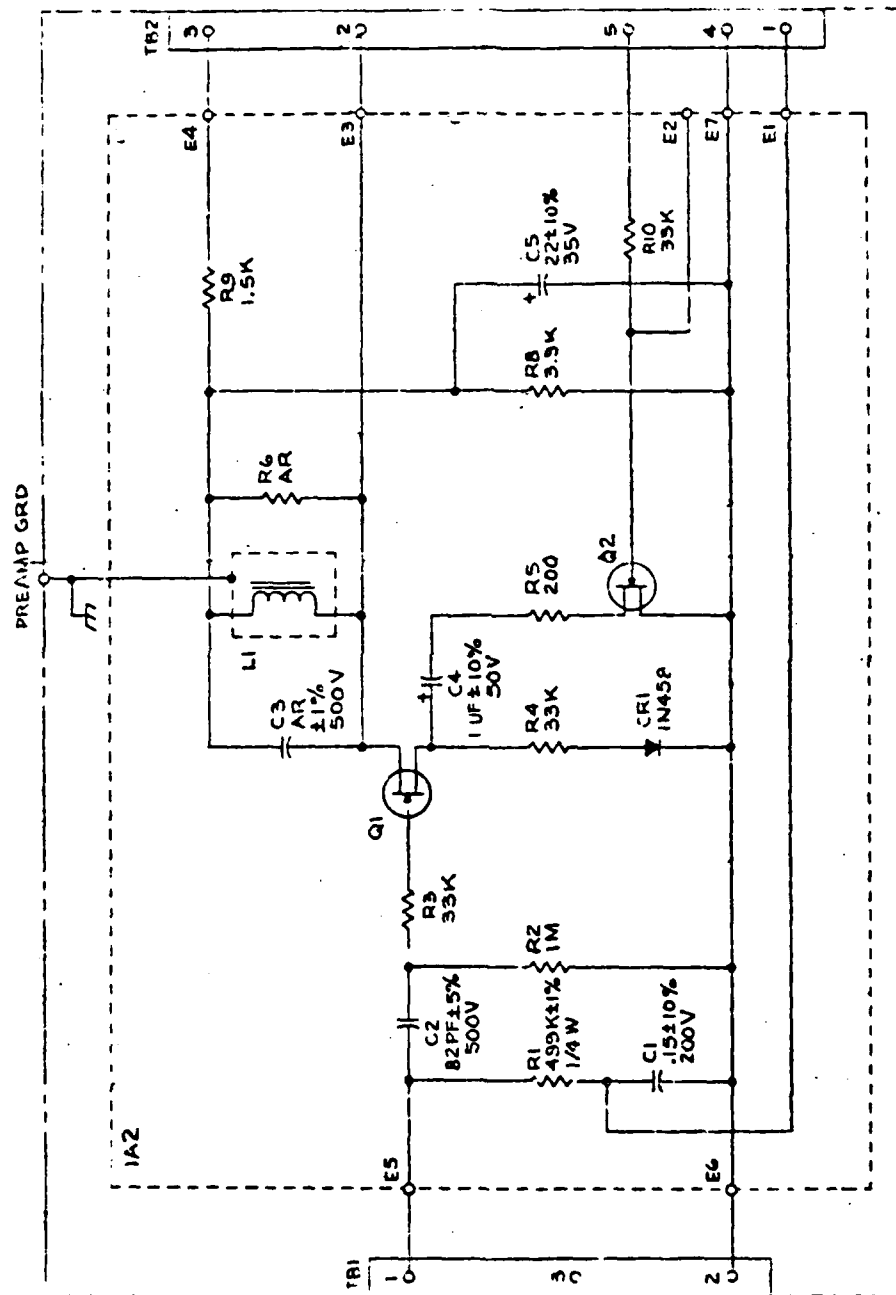 PREAMP GRD
TB2
3
2
5
4
1
E4
E3
E2
E7
E1
R9
1.5K
C5
22±10%
35V
R10
33K
R8
3.9K
R6
AR
L1
C3
AR
±1%
500V
C4
1 UF±10%
50V
R5
200
Q2
R4
33K
CR1
1N458
Q1
R3
33K
C2
82PF±5%
500V
R2
1M
R1
499K±1%
1/4W
C1
.15±10%
200V
1A2
E5
E6
TB1
1
3
2